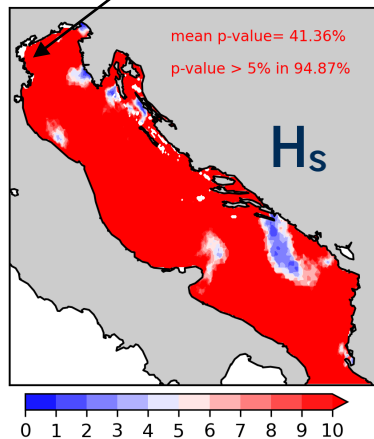 mean p-value= 41.36%
p-value > 5% in 94.87%
Hs
0 1 2 3 4 5 6 7 8 9 10